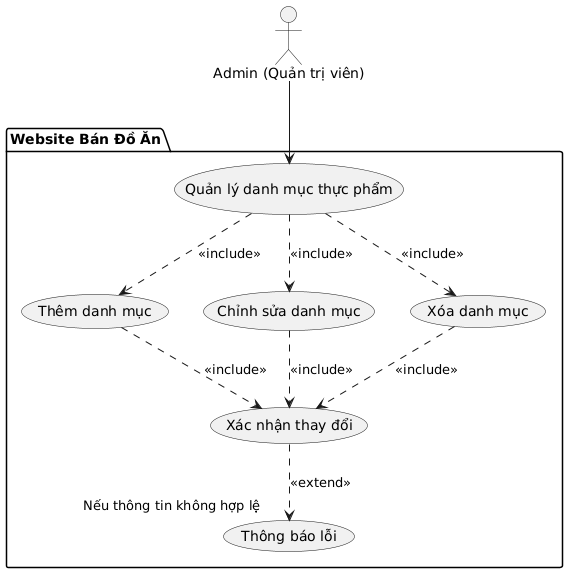 Admin (Quản trị viên)
Website Bán Đồ Ăn
Quản lý danh mục thực phẩm
«include»
«include»
«include»
Thêm danh mục
Chỉnh sửa danh mục
Xóa danh mục
«include»
«include»
«include»
Xác nhận thay đổi
«extend»
Nếu thông tin không hợp lệ
Thông báo lỗi